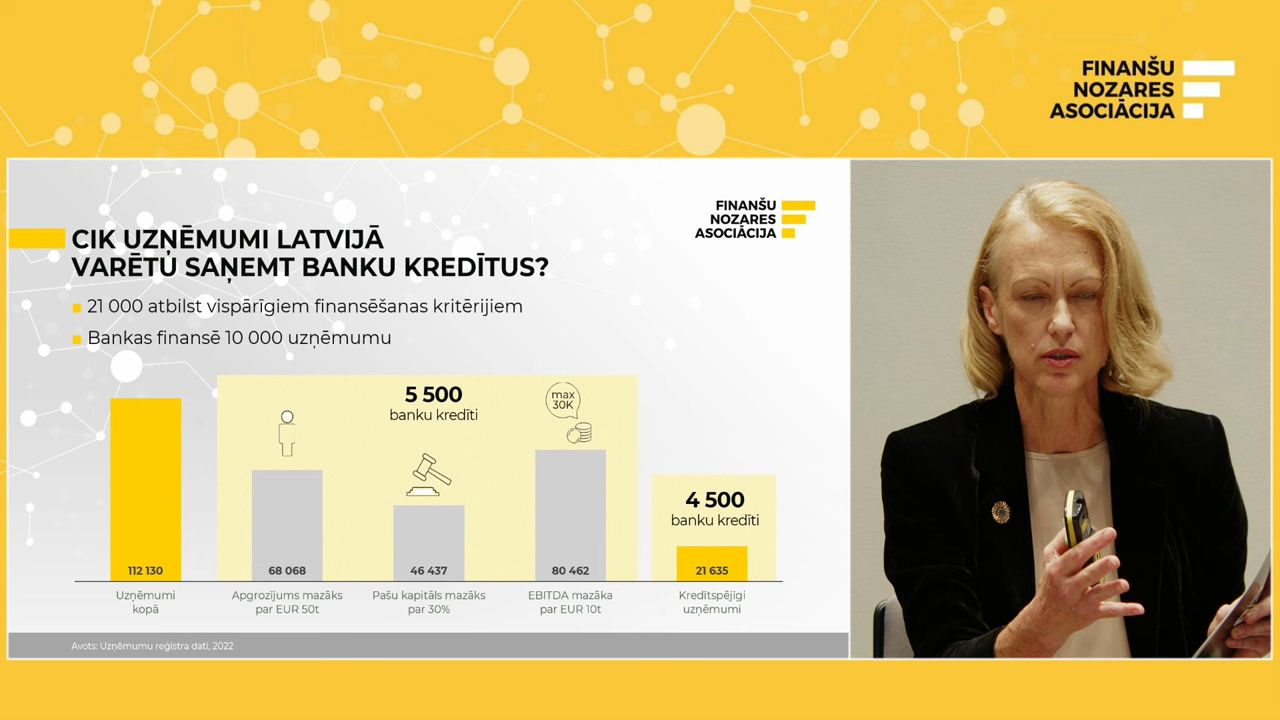 FINANŠU
NOZARES
ASOCIĀCIJA
FINANŠU
NOZARES
ASOCIĀCIJA
CIK UZŅĒMUMI LATVIJĀ
VARĒTU SAŅEMT BANKU KREDĪTUS?
21 000 atbilst vispārīgiem finansēšanas kritērijiem
Bankas finansē 10 000 uzņēmumu
5 500
banku kredīti
max
30K
4 500
banku kredīti
112 130
68 068
46 437
80 462
21 635
Uzņēmumi
kopā
Apgrozījums mazāks
par EUR 50t
Pašu kapitāls mazāks
par 30%
EBITDA mazāka
par EUR 10t
Kredītspējīgi
uzņēmumi
Avots: Uzņēmumu reģistra dati, 2022